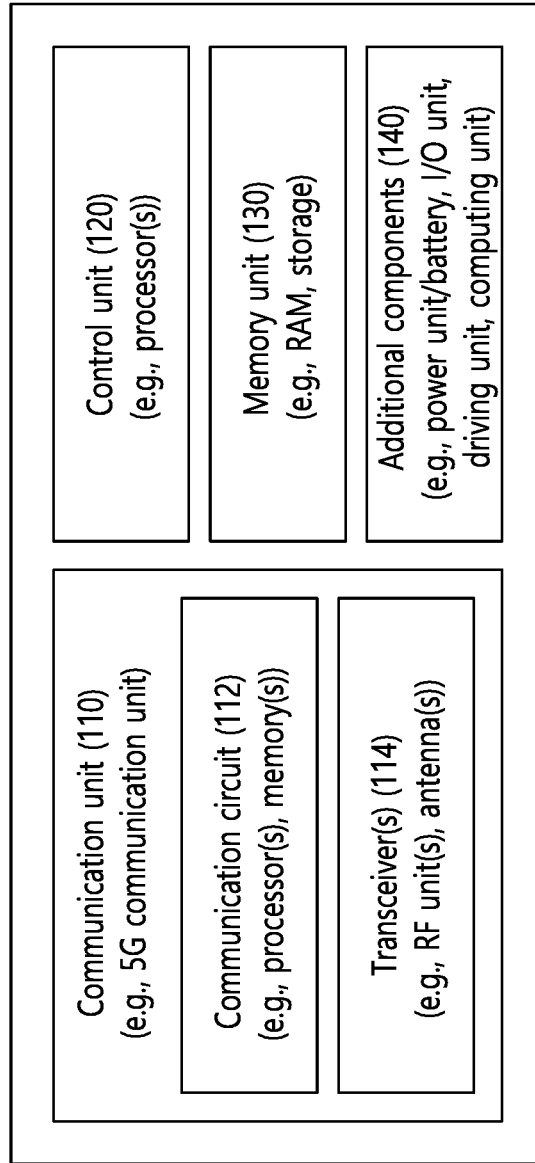 Communication unit (110)
(e.g., 5G communication unit)
Communication circuit (112)
(e.g., processor(s), memory(s))
Transceiver(s) (114)
(e.g., RF unit(s), antenna(s))
Control unit (120)
(e.g., processor(s))
Memory unit (130)
(e.g., RAM, storage)
Additional components (140)
(e.g., power unit/battery, I/O unit,
driving unit, computing unit)